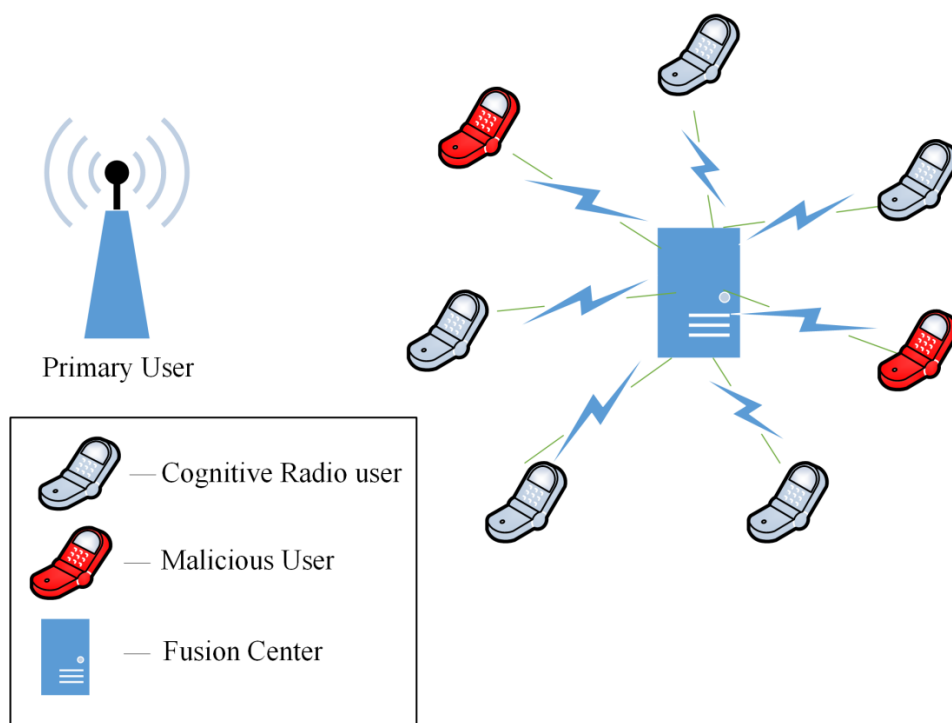 Primary User
Cognitive Radio user
Malicious User
Fusion Center